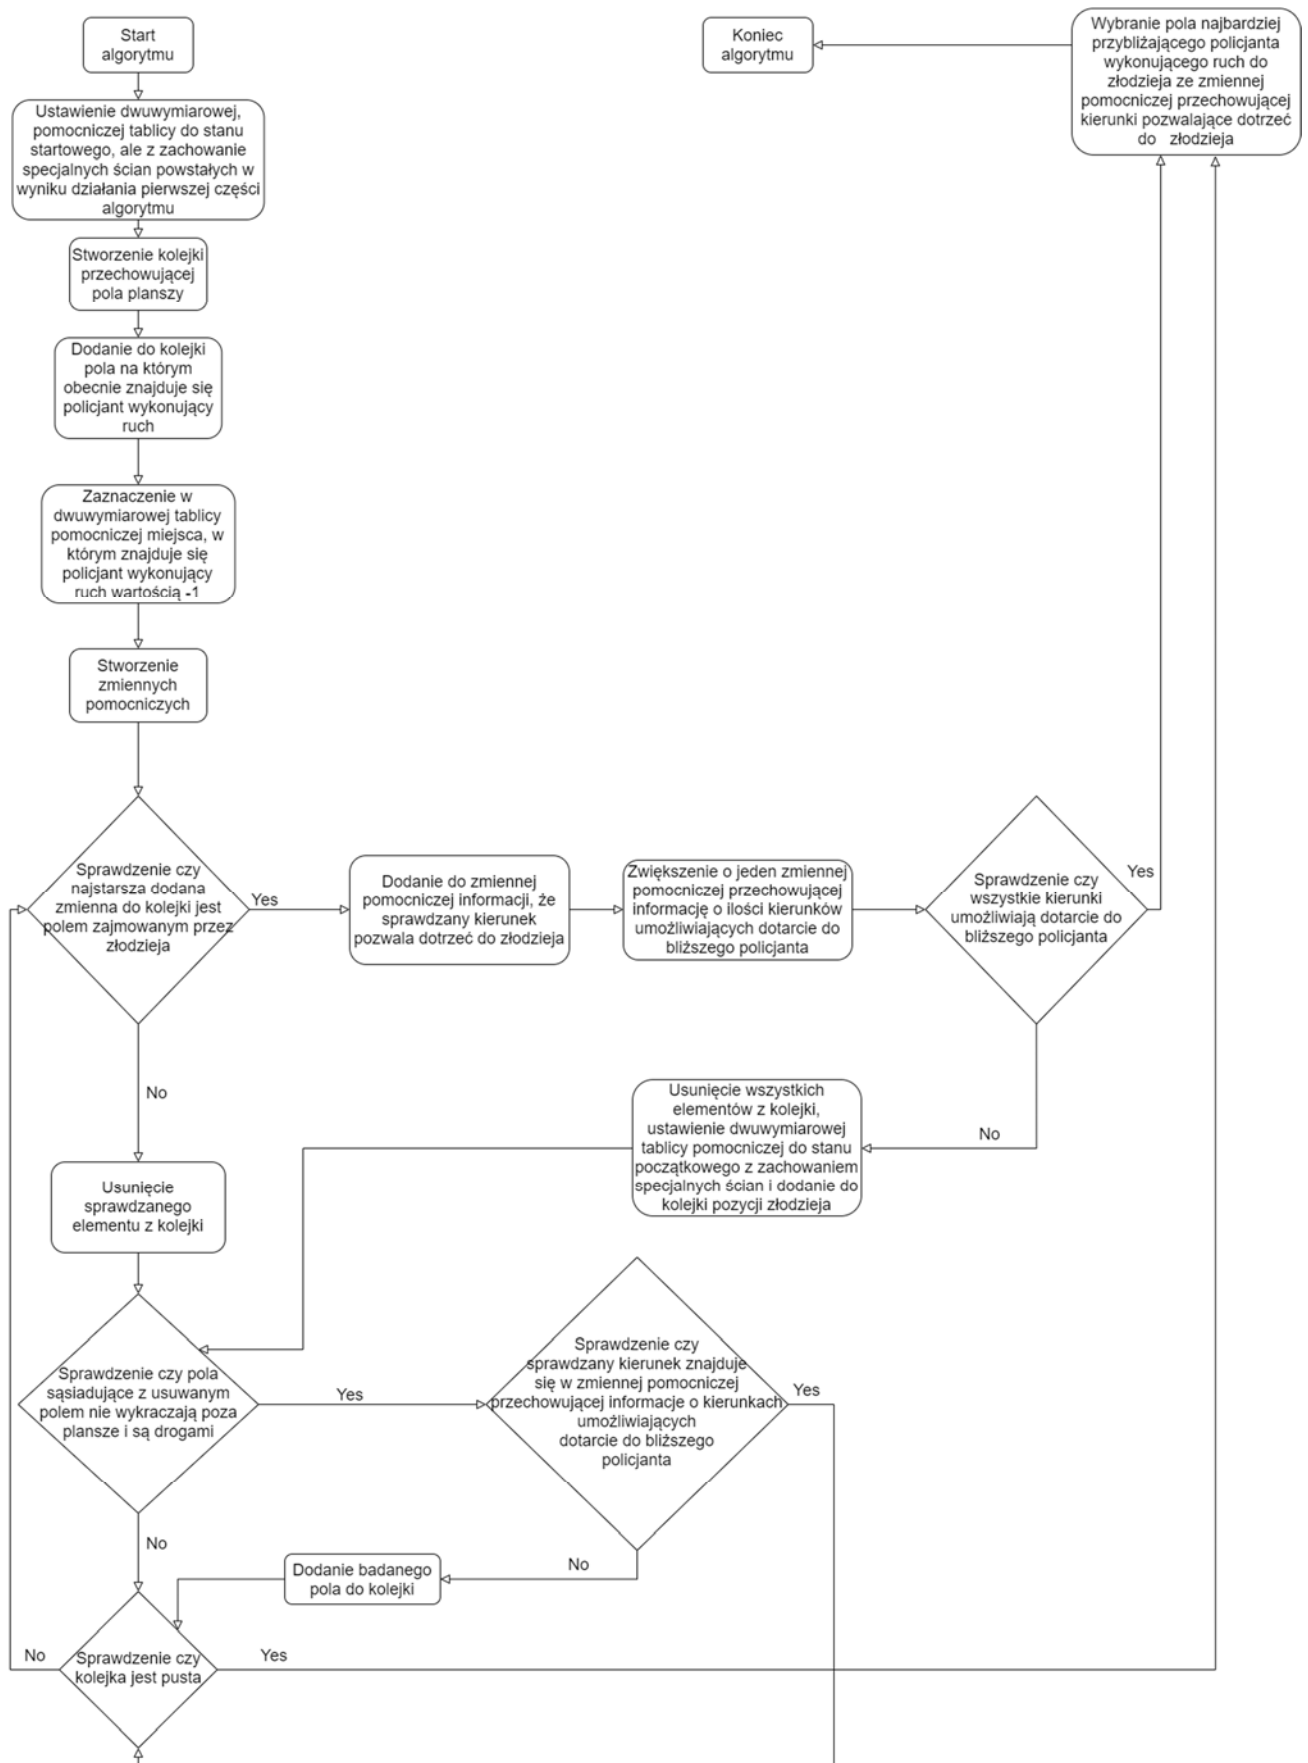 Start
algorytmu
Ustawienie dwuwymiarowej,
pomocniczej tablicy do stanu
startowego, ale z zachowanie
specjalnych ścian powstałych w
wyniku działania pierwszej części
algorytmu
Stworzenie kolejki
przechowującej
pola planszy
Dodanie do kolejki
pola na którym
obecnie znajduje się
policjant wykonujący
ruch
Zaznaczenie w
dwuwymiarowej tablicy
pomocniczej miejsca, w
którym znajduje się
policjant wykonujący
ruch wartością -1
Stworzenie
zmiennych
pomocniczych
Sprawdzenie czy
najstarsza dodana
zmienna do kolejki jest
polem zajmowanym przez
złodzieja
Yes
Dodanie do zmiennej
pomocniczej informacji, że
sprawdzany kierunek
pozwala dotrzeć do złodzieja
Zwiększenie o jeden zmiennej
pomocniczej przechowującej
informację o ilości kierunków
umożliwiających dotarcie do
bliższego policjanta
Sprawdzenie czy
wszystkie kierunki
umożliwiają dotarcie do
bliższego policjanta
Yes
Wybranie pola najbardziej
przybliżającego policjanta
wykonującego ruch do
złodzieja ze zmiennej
pomocniczej przechowującej
kierunki pozwalające dotrzeć
do złodzieja
Koniec
algorytmu
No
No
Usunięcie wszystkich
elementów z kolejki,
ustawienie dwuwymiarowej
tablicy pomocniczej do stanu
początkowego z zachowaniem
specjalnych ścian i dodanie do
kolejki pozycji złodzieja
Usunięcie
sprawdzanego
elementu z kolejki
Sprawdzenie czy pola
sąsiadujące z usuwanym
polem nie wykraczają poza
plansze i są drogami
Yes
Sprawdzenie czy
sprawdzany kierunek znajduje
się w zmiennej pomocniczej
przechowującej informacje o kierunkach
umożliwiających
dotarcie do bliższego
policjanta
Yes
No
No
Dodanie badanego
pola do kolejki
Sprawdzenie czy
kolejka jest pusta
No
Yes